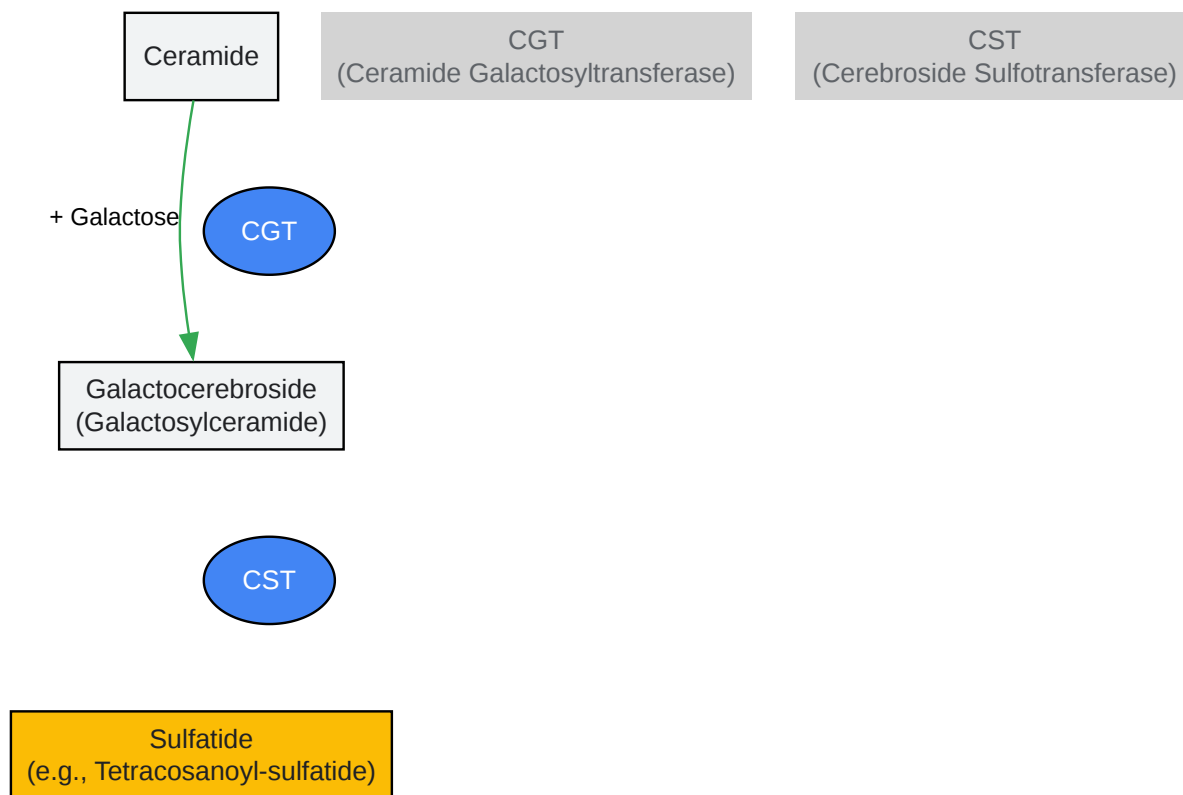 Ceramide
CGT
(Ceramide Galactosyltransferase)
CST
(Cerebroside Sulfotransferase)
+ Galactose
CGT
Galactocerebroside
(Galactosylceramide)
CST
Sulfatide
(e.g., Tetracosanoyl-sulfatide)